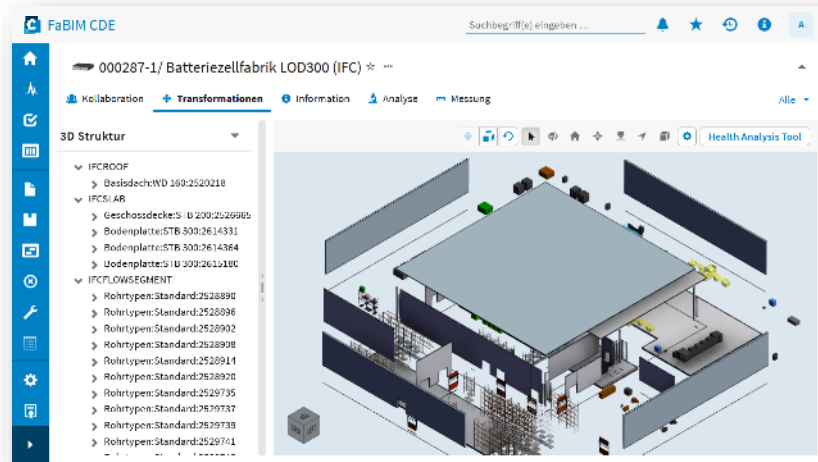 FaBIM CDE
Suchbegriff(e) eingeben ...
A
000287-1/ Batteriezellfabrik LOD300 (IFC)
Kollaboration
Transformationen
Information
Analyse
Messung
Alle
3D Struktur
Health Analysis Tool
IFCROOF
Basisdach:WD 160:2520218
IFCSLAB
Geschossdecke:STB 200:2526665
Bodenplatte:STB 300:2614331
Bodenplatte:STB 300:2614364
Bodenplatte:STB 300:2615180
IFCFLOWSEGMENT
Rohrtypen:Standard:2528890
Rohrtypen:Standard:2528896
Rohrtypen:Standard:2528902
Rohrtypen:Standard:2528908
Rohrtypen:Standard:2528914
Rohrtypen:Standard:2528920
Rohrtypen:Standard:2529735
Rohrtypen:Standard:2529737
Rohrtypen:Standard:2529739
Rohrtypen:Standard:2529741